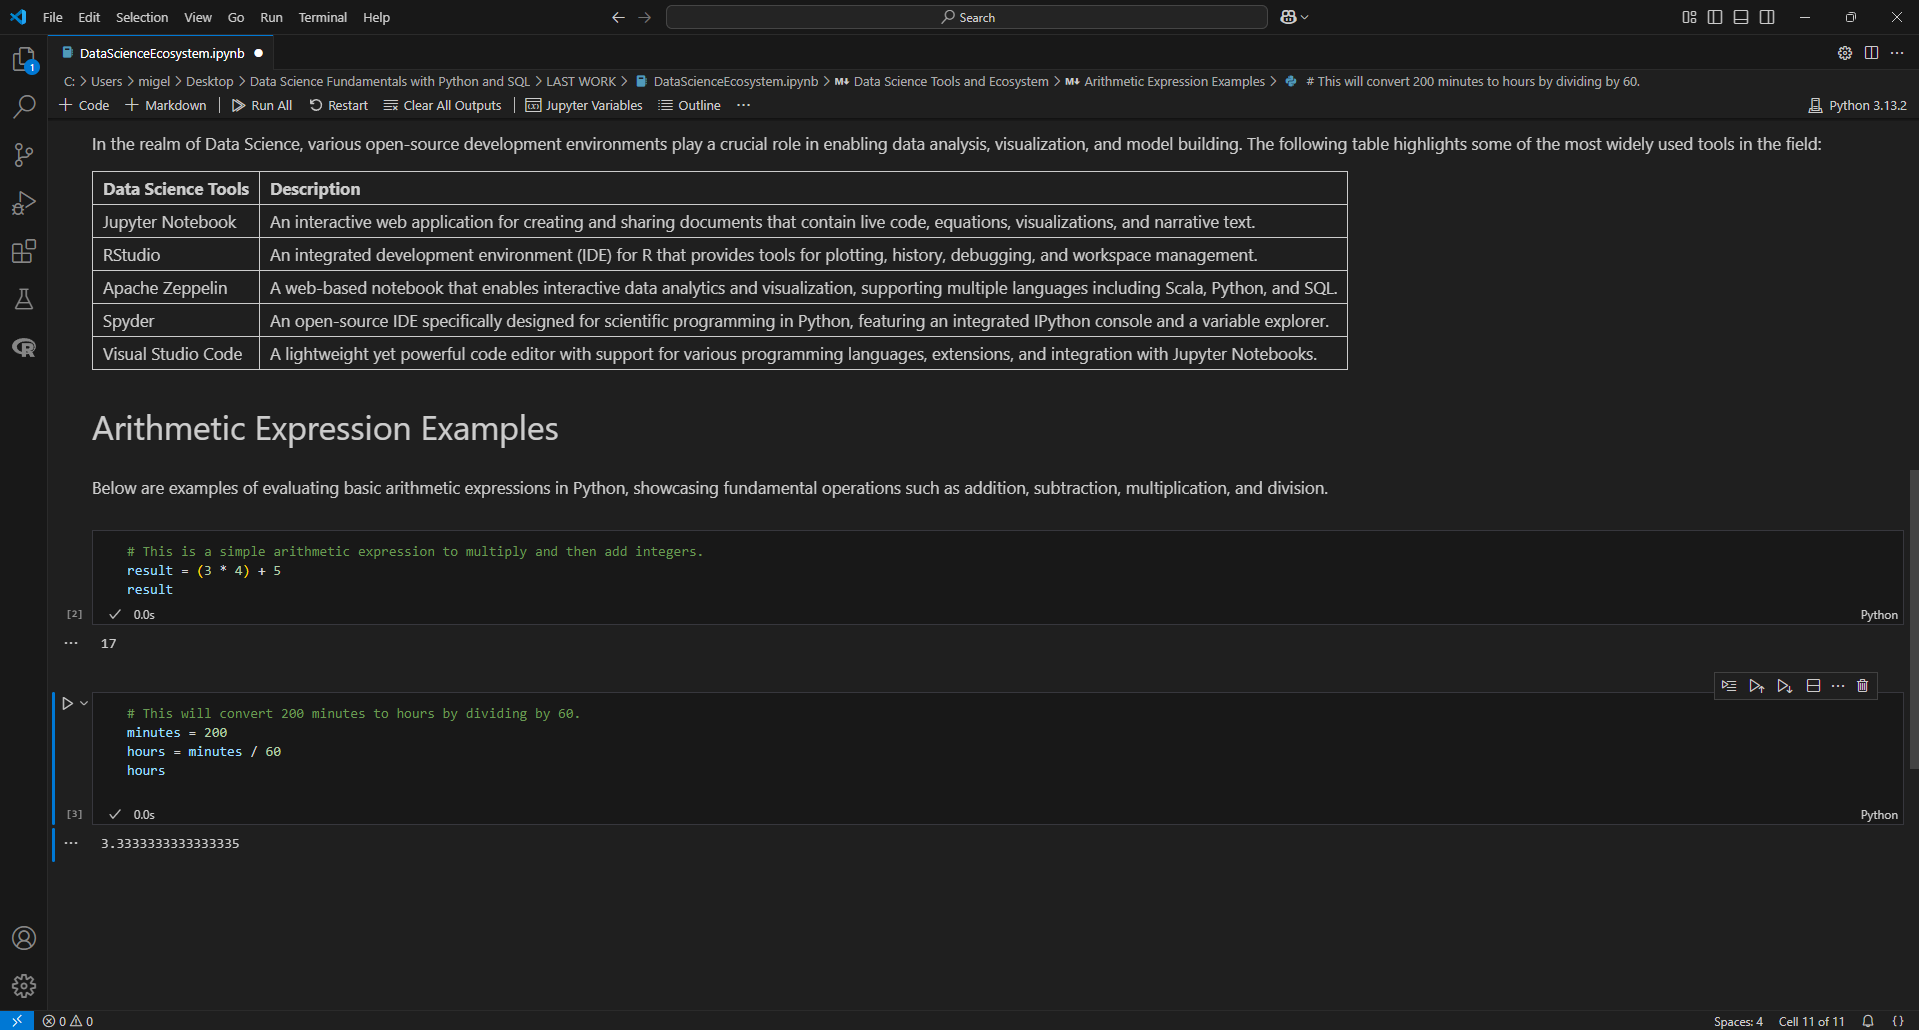 File Edit Selection View Go Run Terminal Help
Search
DataScienceEcosystem.ipynb
1
C: > Users > migel > Desktop > Data Science Fundamentals with Python and SQL > LAST WORK > DataScienceEcosystem.ipynb > M↓ Data Science Tools and Ecosystem > M↓ Arithmetic Expression Examples > # This will convert 200 minutes to hours by dividing by 60.
+ Code + Markdown | Run All Restart Clear All Outputs | Jupyter Variables Outline ...
Python 3.13.2
In the realm of Data Science, various open-source development environments play a crucial role in enabling data analysis, visualization, and model building. The following table highlights some of the most widely used tools in the field:
Data Science Tools Description
Jupyter Notebook An interactive web application for creating and sharing documents that contain live code, equations, visualizations, and narrative text.
RStudio An integrated development environment (IDE) for R that provides tools for plotting, history, debugging, and workspace management.
Apache Zeppelin A web-based notebook that enables interactive data analytics and visualization, supporting multiple languages including Scala, Python, and SQL.
Spyder An open-source IDE specifically designed for scientific programming in Python, featuring an integrated IPython console and a variable explorer.
Visual Studio Code A lightweight yet powerful code editor with support for various programming languages, extensions, and integration with Jupyter Notebooks.
Arithmetic Expression Examples
Below are examples of evaluating basic arithmetic expressions in Python, showcasing fundamental operations such as addition, subtraction, multiplication, and division.
# This is a simple arithmetic expression to multiply and then add integers.
result = (3 * 4) + 5
result
[2] ✓ 0.0s Python
... 17
# This will convert 200 minutes to hours by dividing by 60.
minutes = 200
hours = minutes / 60
hours
[3] ✓ 0.0s Python
... 3.3333333333333335
0 0
Spaces: 4 Cell 11 of 11 {}